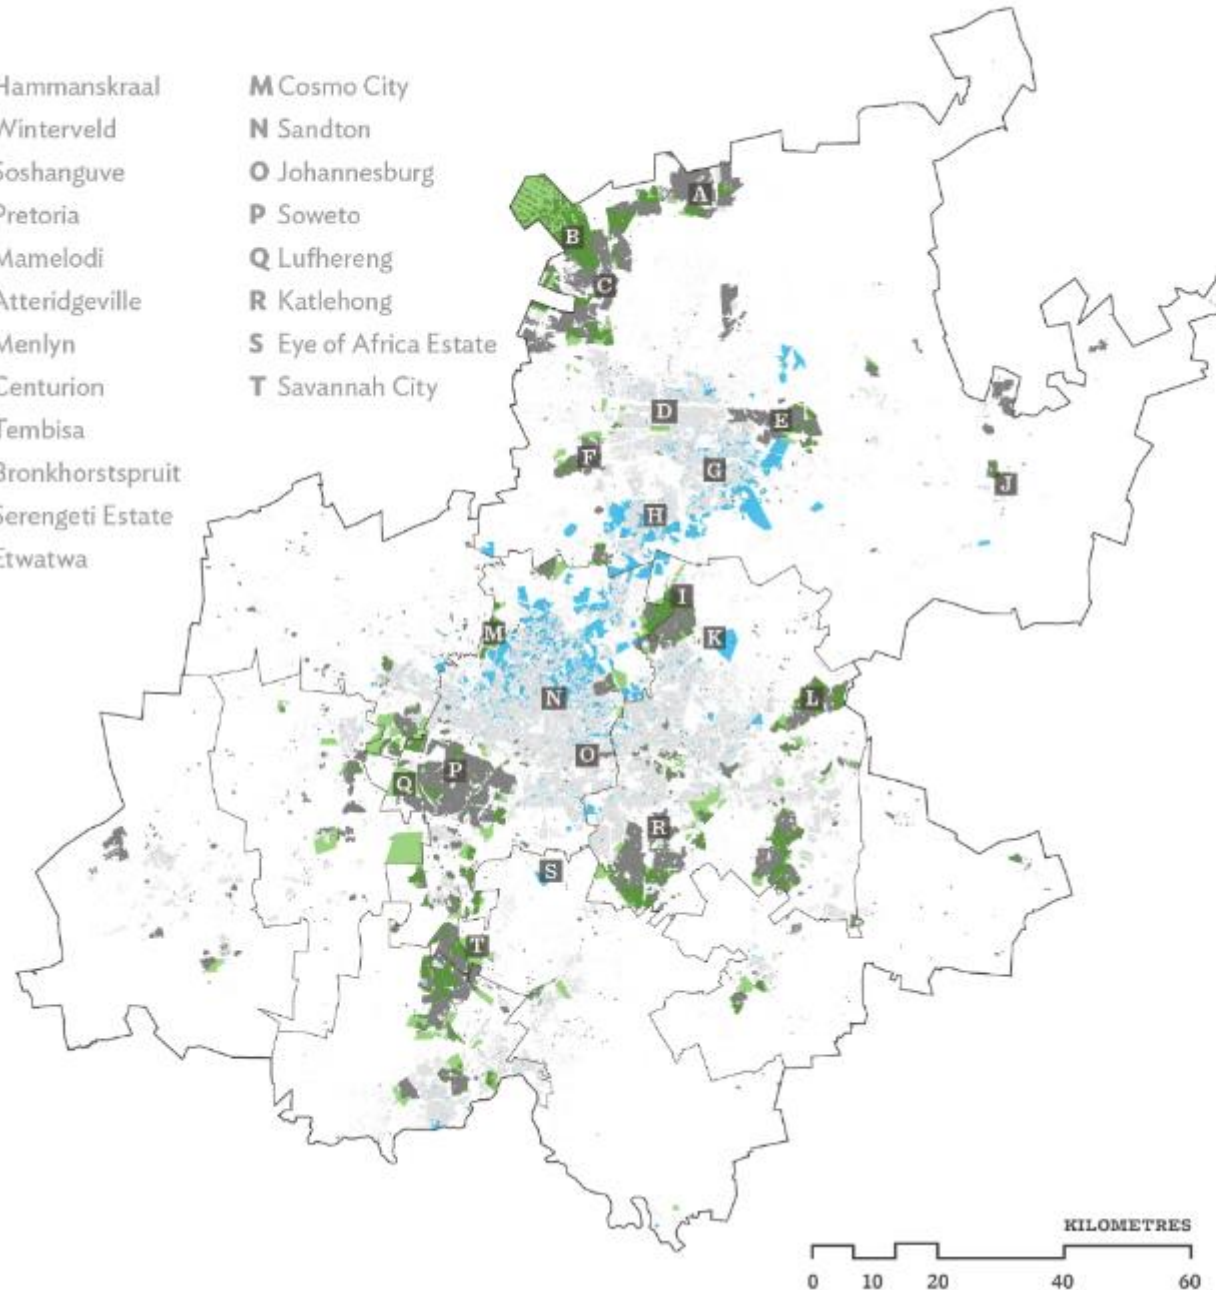 Hammanskraal
Winterveld
Soshanguve
Pretoria
Mamelodi
Atteridgeville
Menlyn
Centurion
Tembisa
Bronkhorstspruit
Serengeti Estate
Etwatwa
M Cosmo City
N Sandton
O Johannesburg
P Soweto
Q Lufhereng
R Katlehong
S Eye of Africa Estate
T Savannah City
A
B
C
D
E
F
G
J
H
I
M
K
N
L
O
P
Q
R
S
T
KILOMETRES
0 10 20 40 60